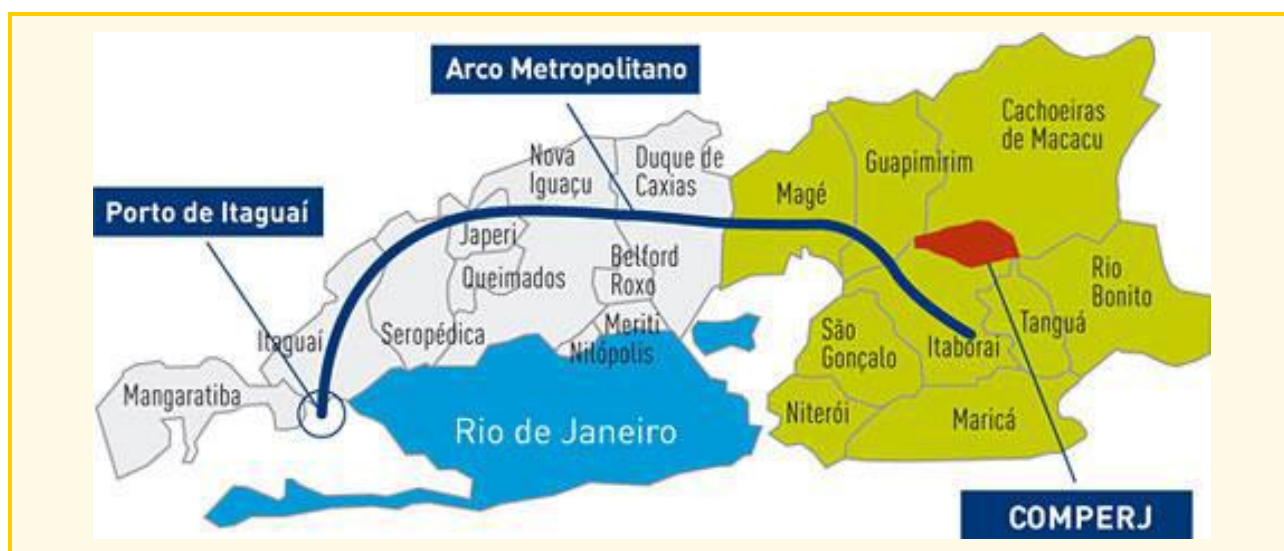 Arco Metropolitano
Porto de Itaguaí
Nova
Iguaçu
Duque de
Caxias
Magé
Guapimirim
Cachoeiras
de Macacu
Japeri
Queimados
Belford
Roxo
Meriti
Nilópolis
Seropédica
Itaguaí
Mangaratiba
Rio de Janeiro
São
Gonçalo
Niterói
Itaboraí
Tanguá
Rio
Bonito
Maricá
COMPERJ